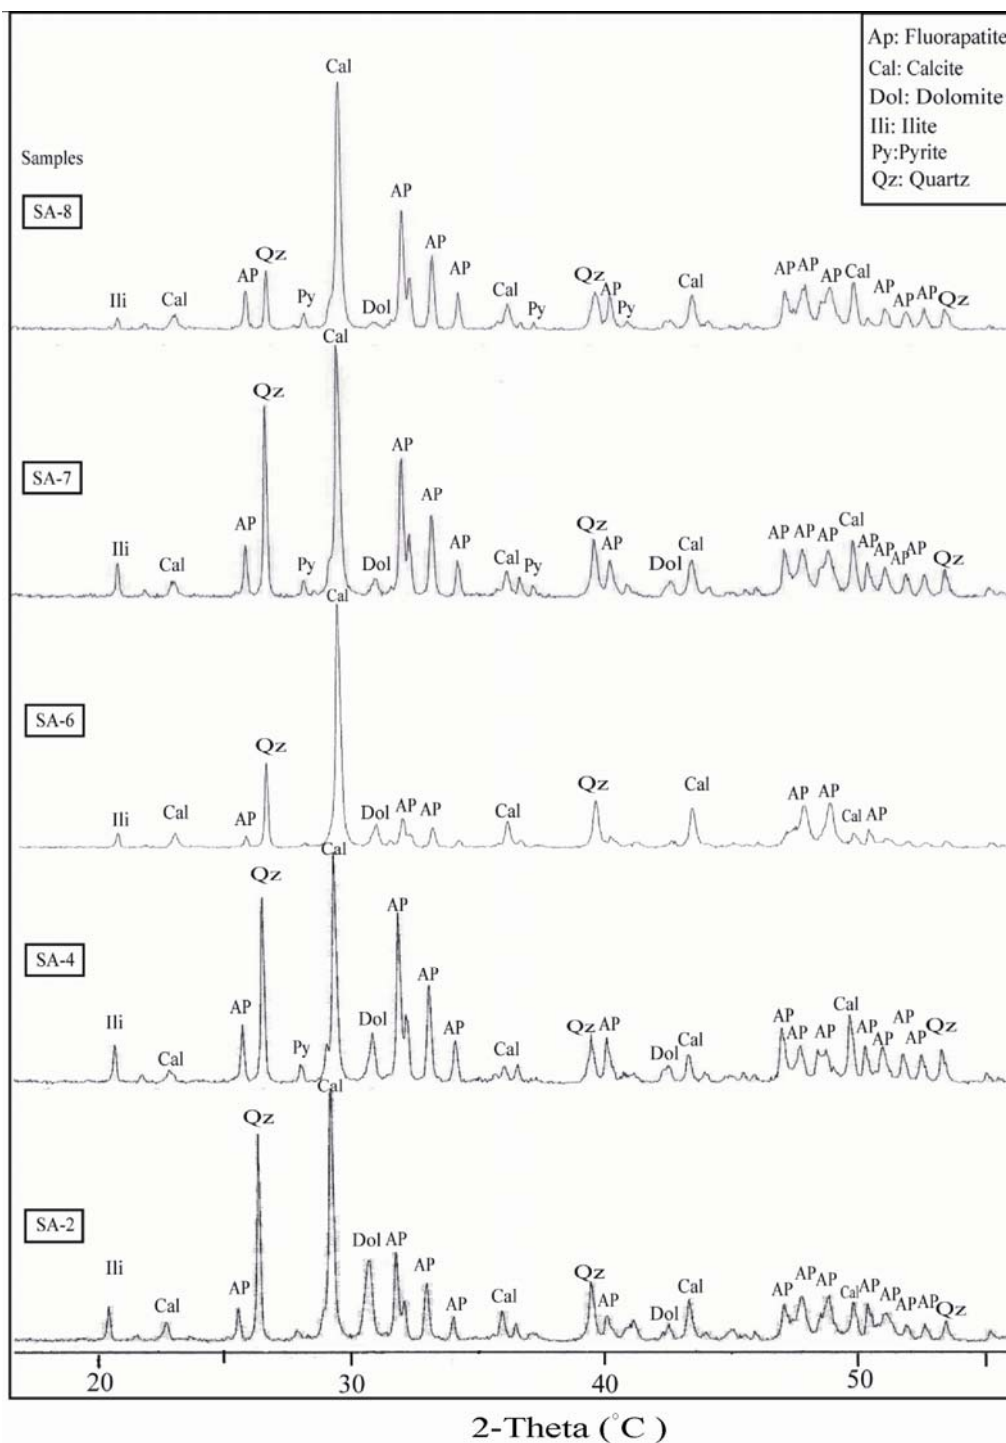 Ap: Fluorapatite
Cal: Calcite
Dol: Dolomite
Ili: Ilite
Py:Pyrite
Qz: Quartz
Samples
SA-8
Ili Cal AP Qz Py Cal Dol AP AP AP Cal Py Qz AP Py Cal AP AP AP Cal AP AP AP Qz
SA-7
Ili Cal AP Qz Py Cal Dol AP AP AP Cal Py Qz AP Dol Cal AP AP AP Cal AP AP AP AP Qz
SA-6
Ili Cal AP Qz Cal Dol AP AP Cal Qz Cal AP AP Cal AP
SA-4
Ili Cal AP Qz Py Cal Dol AP AP AP Cal Qz AP Dol Cal AP AP AP Cal AP AP AP AP Qz
SA-2
Ili Cal AP Qz Cal Dol AP AP AP Cal Qz AP Dol Cal AP AP AP Cal AP AP AP AP Qz
20 30 40 50
2-Theta (°C)